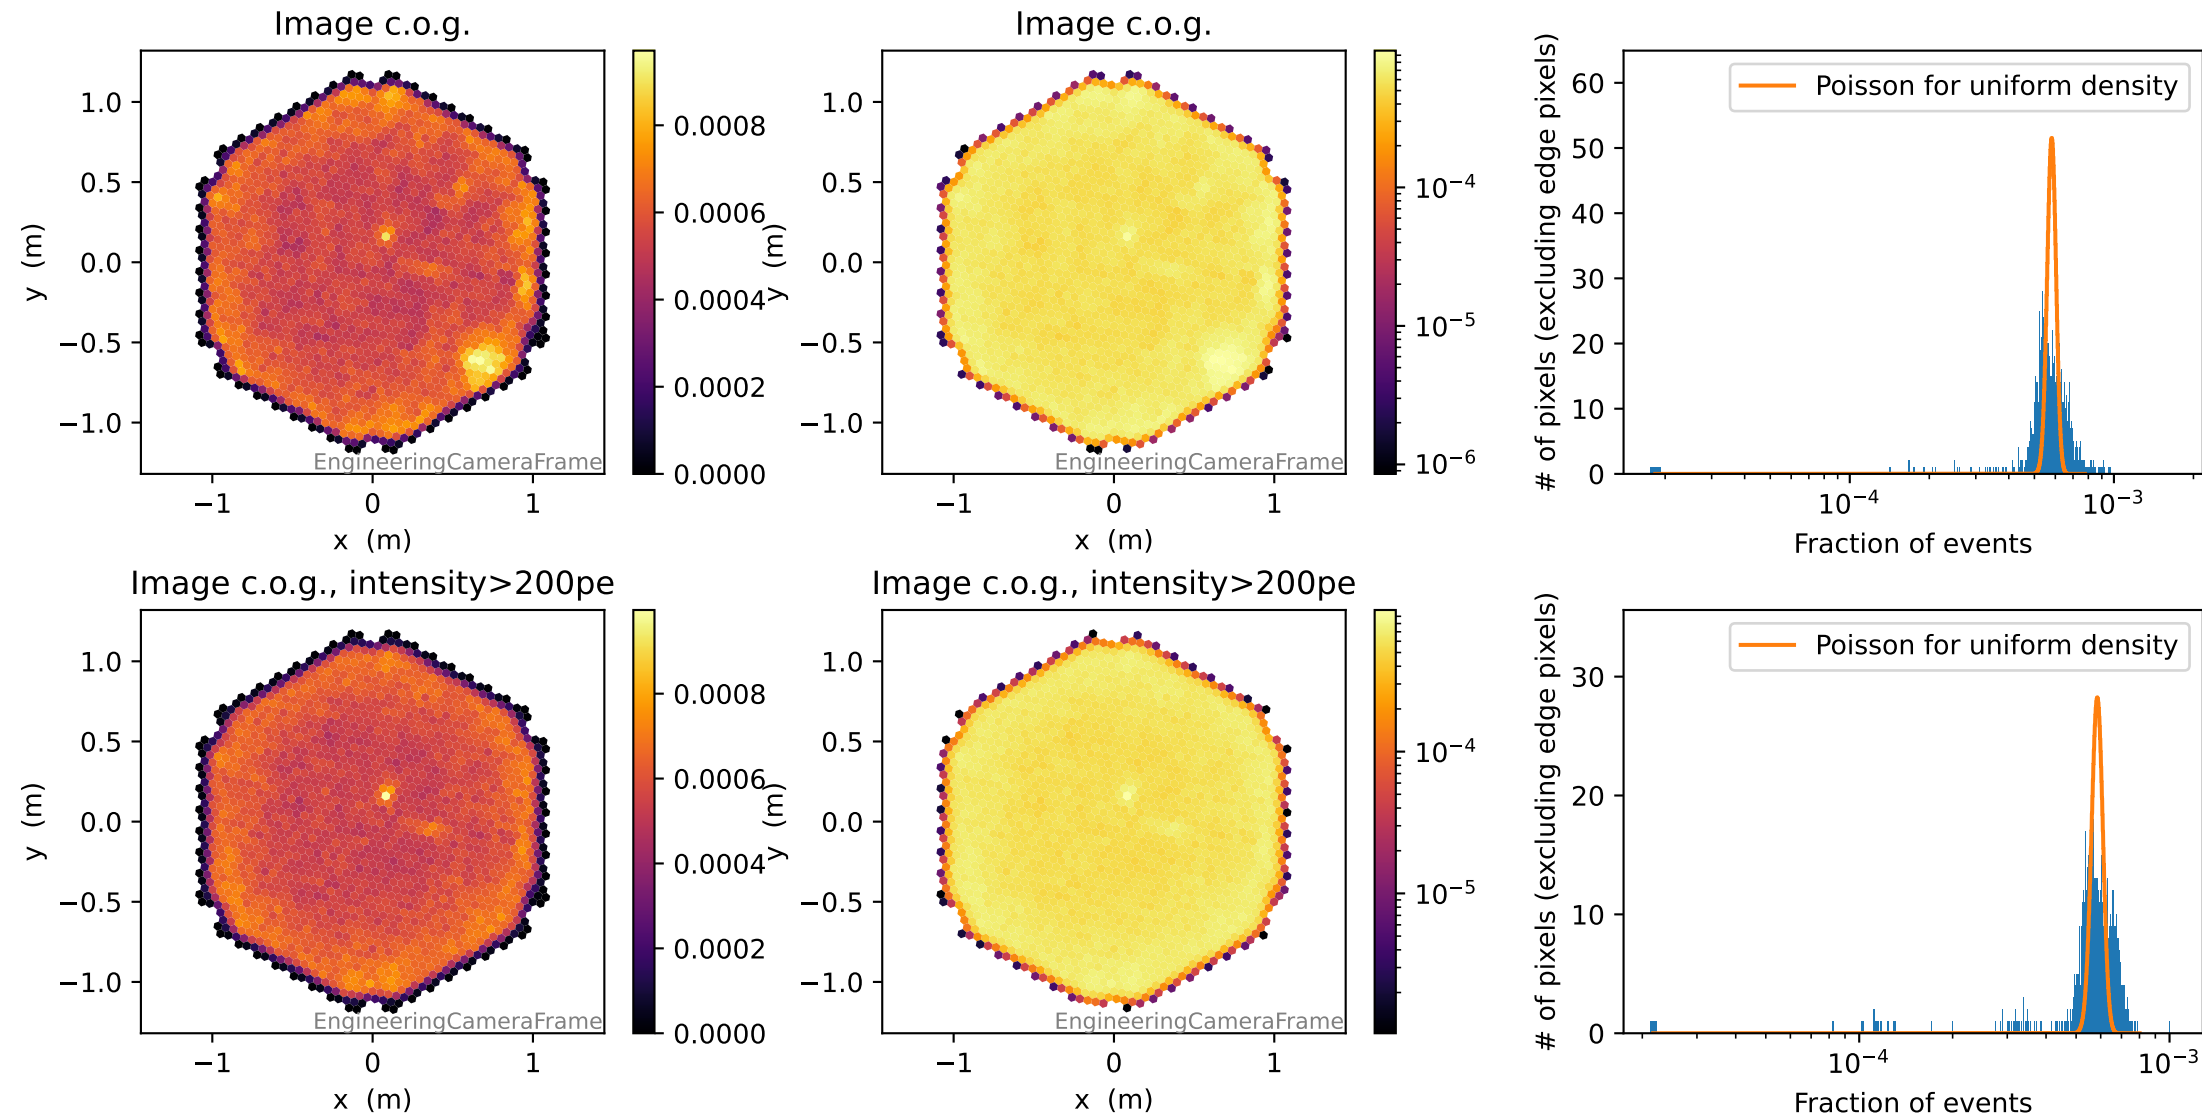 Image c.o.g.
y (m)
1.0
0.5
0.0
−0.5
−1.0
−1
0
1
x (m)
EngineeringCameraFrame
0.0008
0.0006
0.0004
0.0002
0.0000
Image c.o.g.
y (m)
1.0
0.5
0.0
−0.5
−1.0
−1
0
1
x (m)
EngineeringCameraFrame
10−4
10−5
10−6
# of pixels (excluding edge pixels)
60
50
40
30
20
10
0
Poisson for uniform density
10−4
10−3
Fraction of events
Image c.o.g., intensity>200pe
y (m)
1.0
0.5
0.0
−0.5
−1.0
−1
0
1
x (m)
EngineeringCameraFrame
0.0008
0.0006
0.0004
0.0002
0.0000
Image c.o.g., intensity>200pe
y (m)
1.0
0.5
0.0
−0.5
−1.0
−1
0
1
x (m)
EngineeringCameraFrame
10−4
10−5
# of pixels (excluding edge pixels)
30
20
10
0
Poisson for uniform density
10−4
10−3
Fraction of events